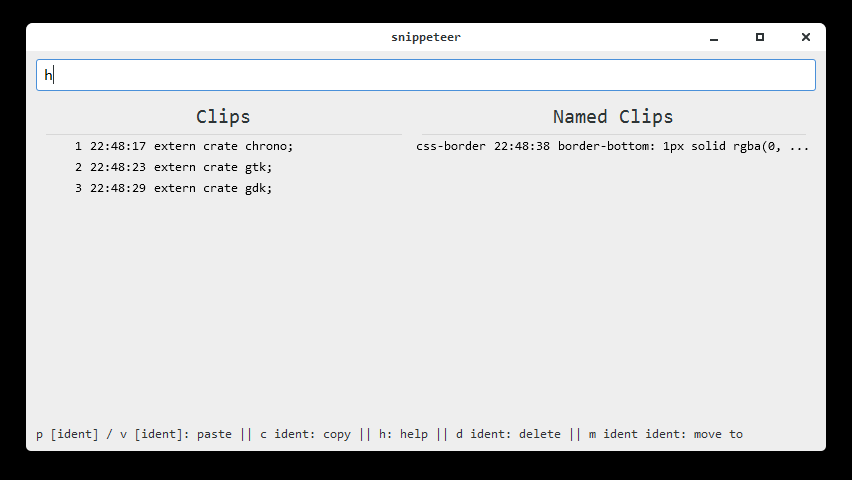 snippeteer
h
Clips
1 22:48:17 extern crate chrono;
2 22:48:23 extern crate gtk;
3 22:48:29 extern crate gdk;
Named Clips
css-border 22:48:38 border-bottom: 1px solid rgba(0, ...
p [ident] / v [ident]: paste || c ident: copy || h: help || d ident: delete || m ident ident: move to